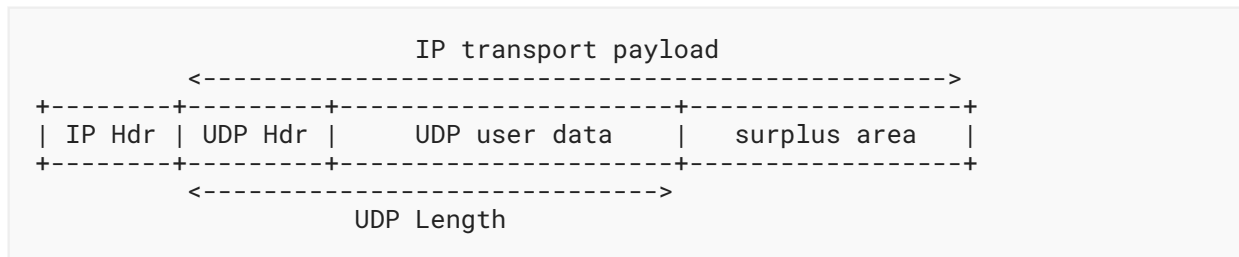 IP transport payload
<------------------------------------------------->
+--------+---------+----------------------+------------------+
| IP Hdr | UDP Hdr |     UDP user data    |   surplus area   |
+--------+---------+----------------------+------------------+
<------------------------------>
UDP Length